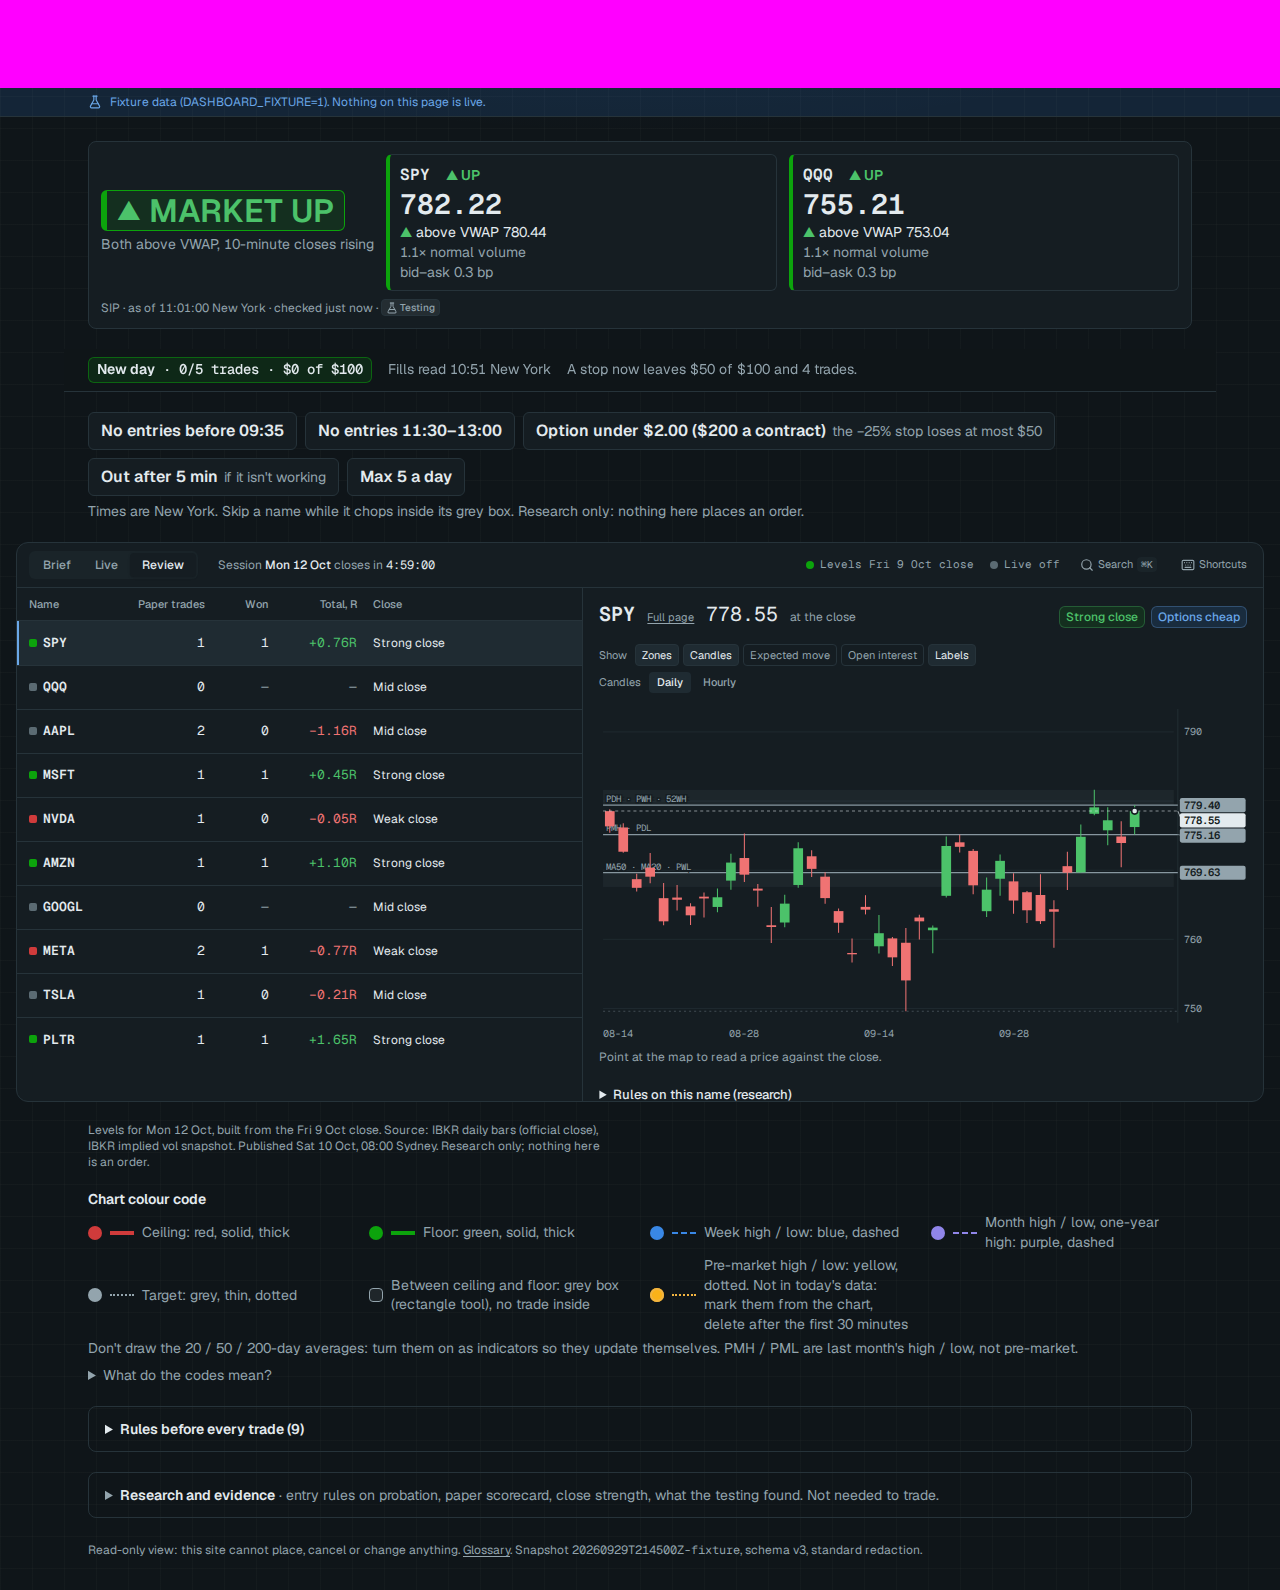 Fixture data (DASHBOARD_FIXTURE=1). Nothing on this page is live.
MARKET UP
Both above VWAP, 10-minute closes rising
SPY ▲ UP
782.22
▲ above VWAP 780.44
1.1× normal volume
bid–ask 0.3 bp
QQQ ▲ UP
755.21
▲ above VWAP 753.04
1.1× normal volume
bid–ask 0.3 bp
SIP · as of 11:01:00 New York · checked just now · Testing
New day · 0/5 trades · $0 of $100 Fills read 10:51 New York A stop now leaves $50 of $100 and 4 trades.
No entries before 09:35 No entries 11:30–13:00 Option under $2.00 ($200 a contract) the −25% stop loses at most $50
Out after 5 min if it isn't working Max 5 a day
Times are New York. Skip a name while it chops inside its grey box. Research only: nothing here places an order.
Brief Live Review Session Mon 12 Oct closes in 4:59:00 Levels Fri 9 Oct close Live off Search ⌘K Shortcuts
Name Paper trades Won Total, R Close
SPY 1 1 +0.76R Strong close
QQQ 0 — — Mid close
AAPL 2 0 −1.16R Mid close
MSFT 1 1 +0.45R Strong close
NVDA 1 0 −0.05R Weak close
AMZN 1 1 +1.10R Strong close
GOOGL 0 — — Mid close
META 2 1 −0.77R Weak close
TSLA 1 0 −0.21R Mid close
PLTR 1 1 +1.65R Strong close
SPY Full page 778.55 at the close Strong close Options cheap
Show Zones Candles Expected move Open interest Labels
Candles Daily Hourly
790
PDH · PWH · 52WH
779.40
778.55
PDL
775.16
MA50 · MA20 · PWL
769.63
760
750
08-14 08-28 09-14 09-28
Point at the map to read a price against the close.
▶ Rules on this name (research)
Levels for Mon 12 Oct, built from the Fri 9 Oct close. Source: IBKR daily bars (official close),
IBKR implied vol snapshot. Published Sat 10 Oct, 08:00 Sydney. Research only; nothing here
is an order.
Chart colour code
Ceiling: red, solid, thick
Floor: green, solid, thick
Week high / low: blue, dashed
Month high / low, one-year
high: purple, dashed
Target: grey, thin, dotted
Between ceiling and floor: grey box
(rectangle tool), no trade inside
Pre-market high / low: yellow,
dotted. Not in today's data:
mark them from the chart,
delete after the first 30 minutes
Don't draw the 20 / 50 / 200-day averages: turn them on as indicators so they update themselves. PMH / PML are last month's high / low, not pre-market.
▶ What do the codes mean?
▶ Rules before every trade (9)
▶ Research and evidence · entry rules on probation, paper scorecard, close strength, what the testing found. Not needed to trade.
Read-only view: this site cannot place, cancel or change anything. Glossary. Snapshot 20260929T214500Z-fixture, schema v3, standard redaction.